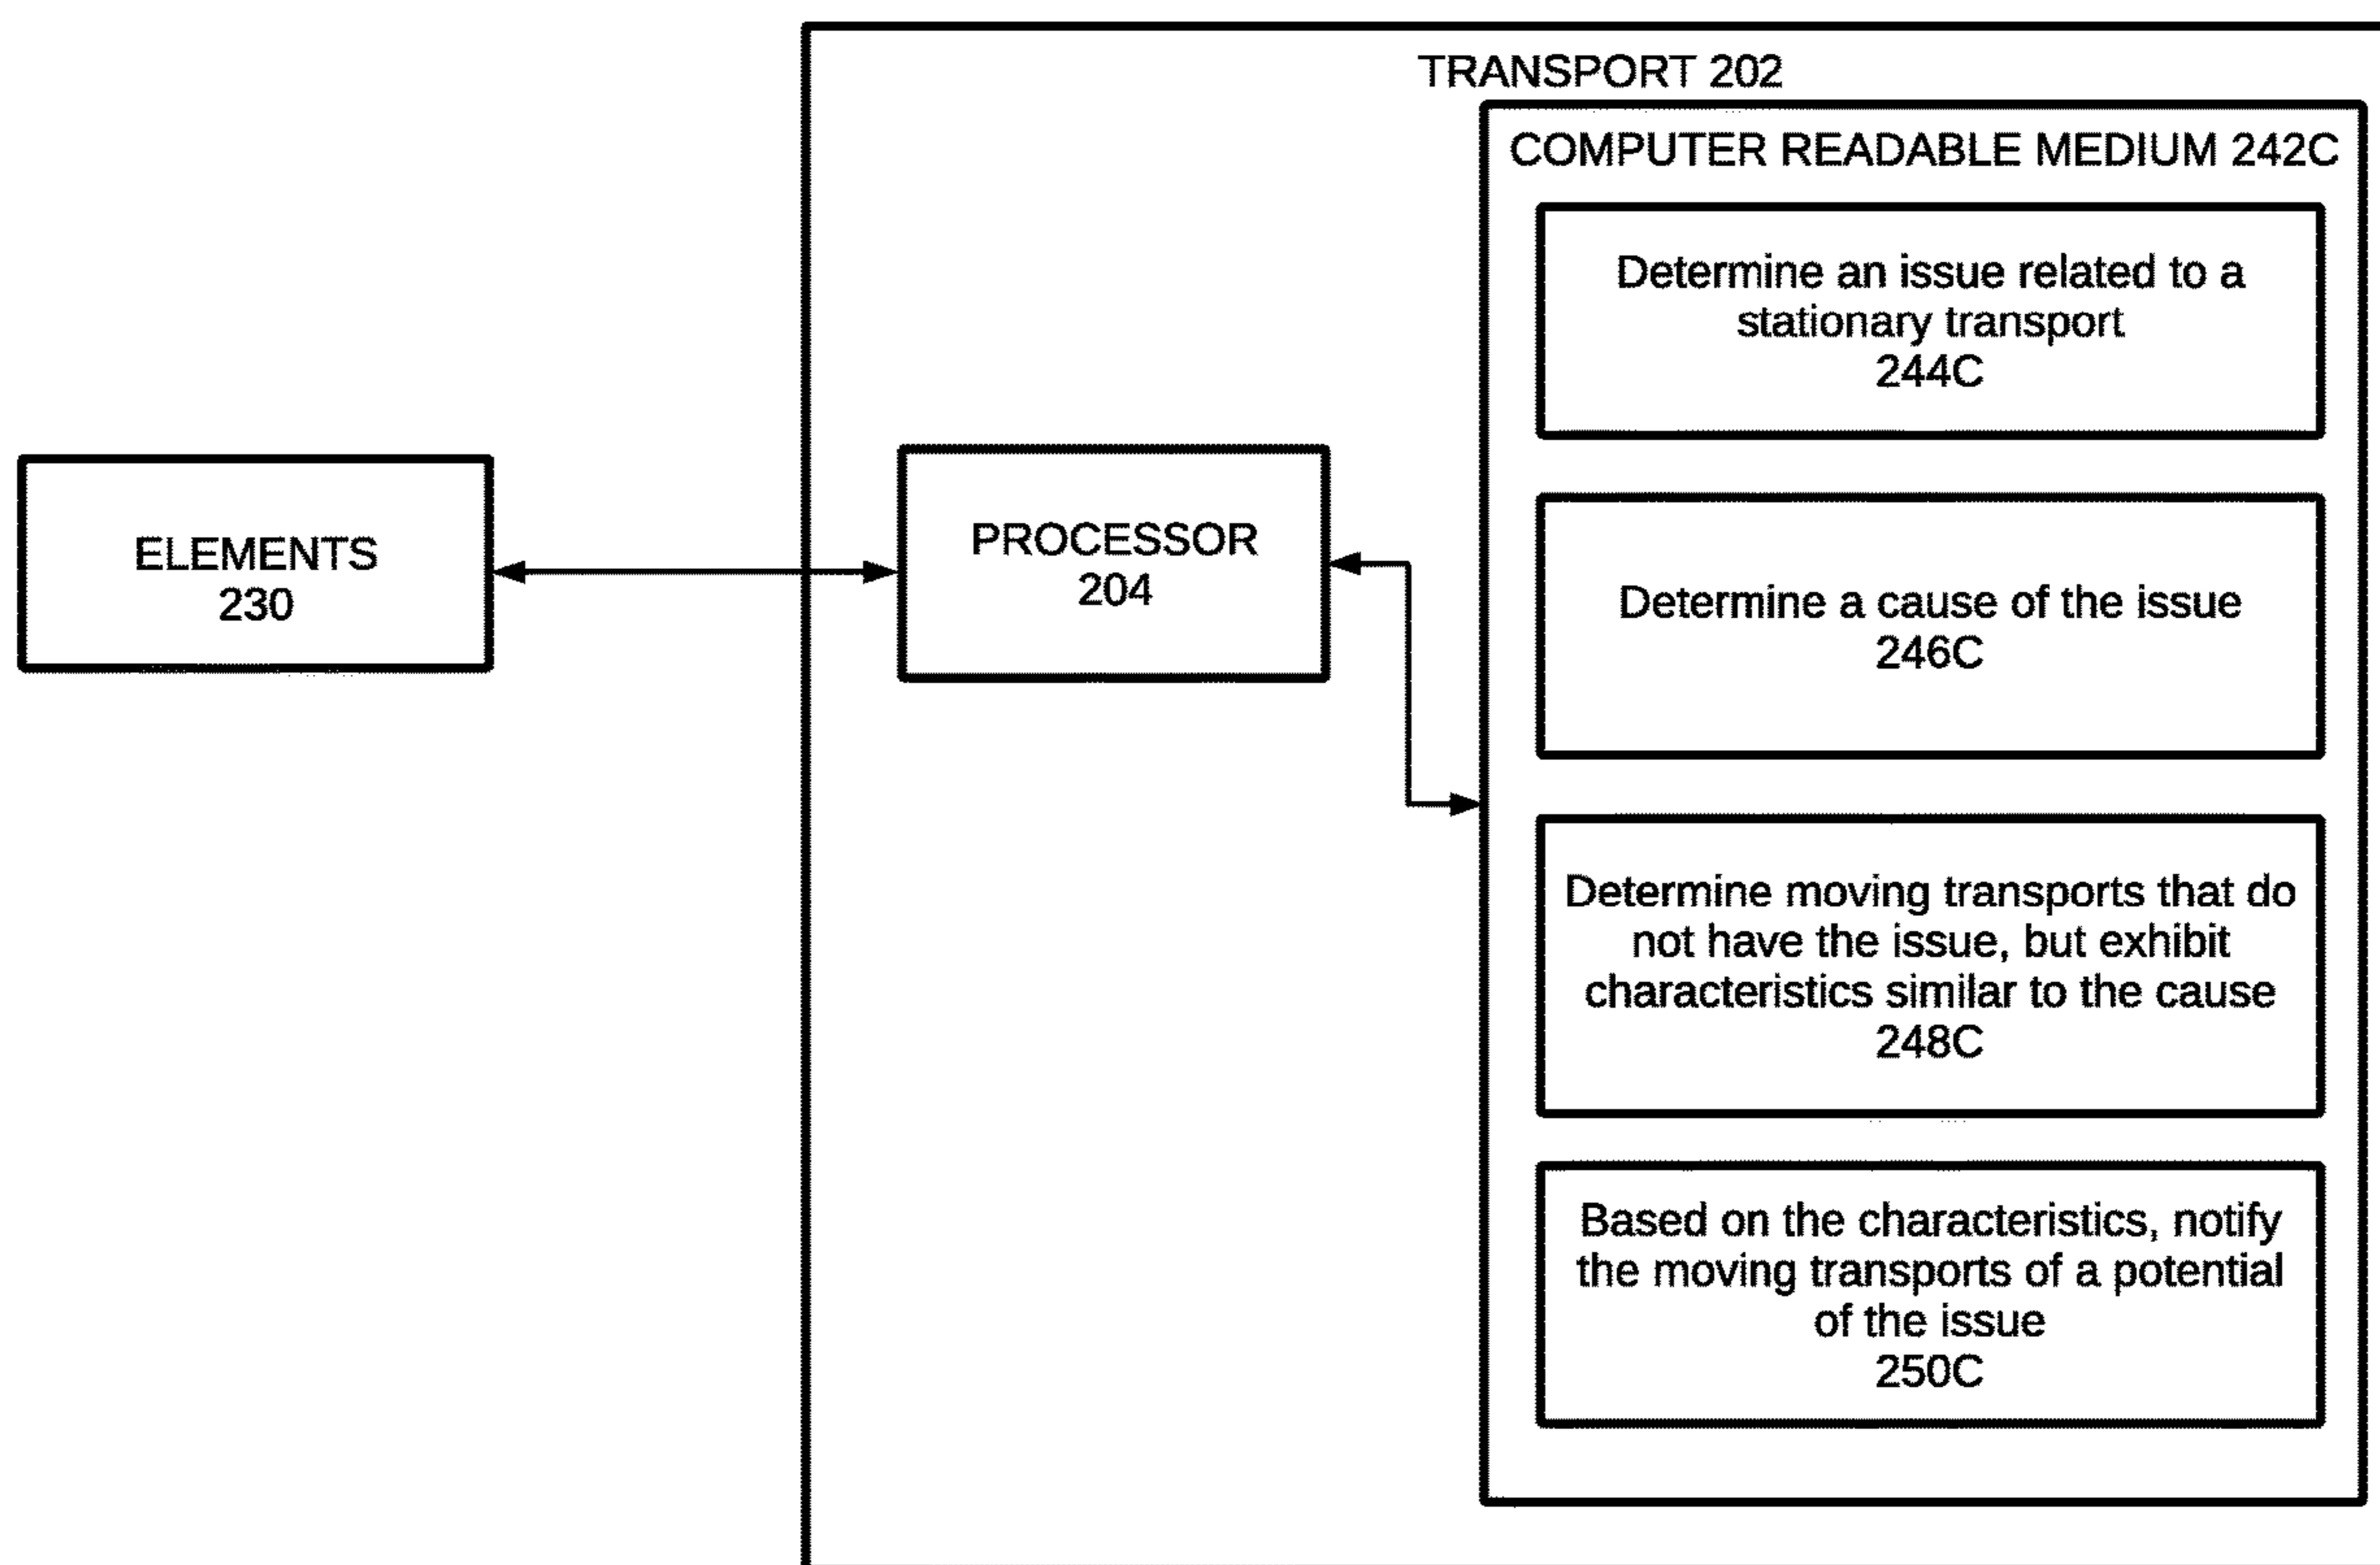 TRANSPORT 202
COMPUTER READABLE MEDIUM 242C
Determine an issue related to a
stationary transport
244C
ELEMENTS
230
PROCESSOR
204
Determine a cause of the issue
246C
Determine moving transports that do
not have the issue, but exhibit
characteristics similar to the cause
248C
Based on the characteristics, notify
the moving transports of a potential
of the issue
250C